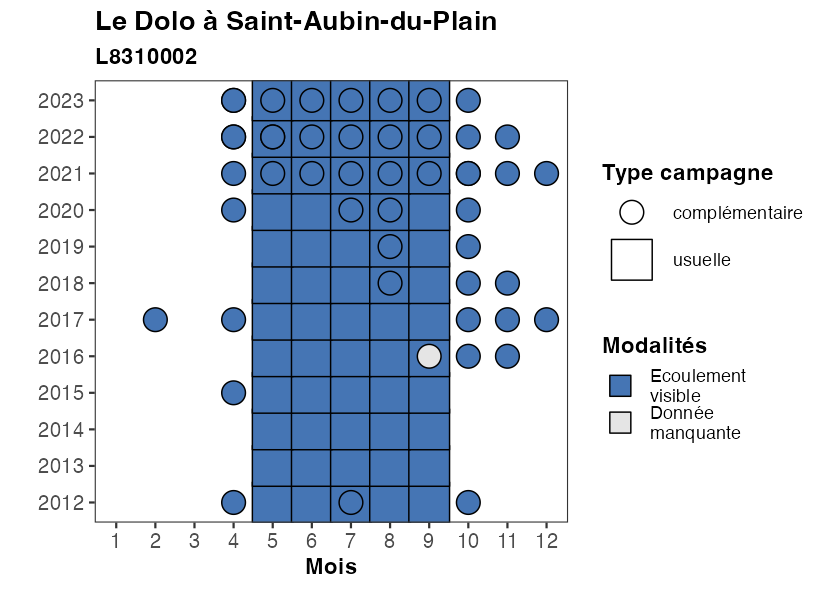 Le Dolo à Saint-Aubin-du-Plain
L8310002
2023
2022
2021
2020
2019
2018
2017
2016
2015
2014
2013
2012
1 2 3 4 5 6 7 8 9 10 11 12
Mois
Type campagne
complémentaire
usuelle
Modalités
Ecoulement
visible
Donnée
manquante